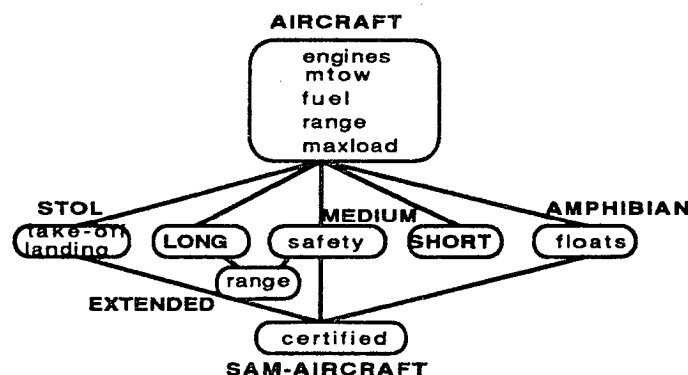 AIRCRAFT
engines
mtow
fuel
range
maxload
STOL
MEDIUM
AMPHIBIAN
take-off
landing
LONG
safety
SHORT
floats
range
EXTENDED
certified
SAM-AIRCRAFT